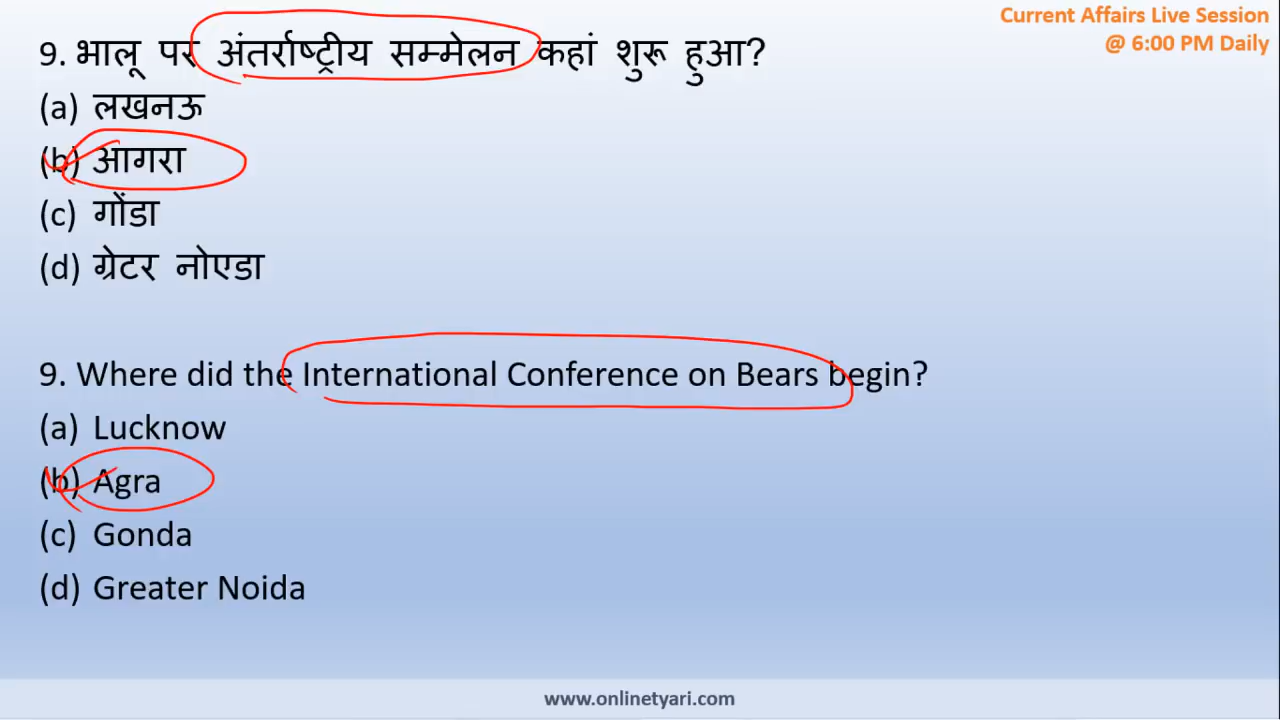 Current Affairs Live Session
@ 6:00 PM Daily
9. भालू पर अंतर्राष्ट्रीय सम्मेलन कहां शुरू हुआ?
(a) लखनऊ
(b) आगरा
(c) गोंडा
(d) ग्रेटर नोएडा
9. Where did the International Conference on Bears begin?
(a) Lucknow
(b) Agra
(c) Gonda
(d) Greater Noida
www.onlinetyari.com